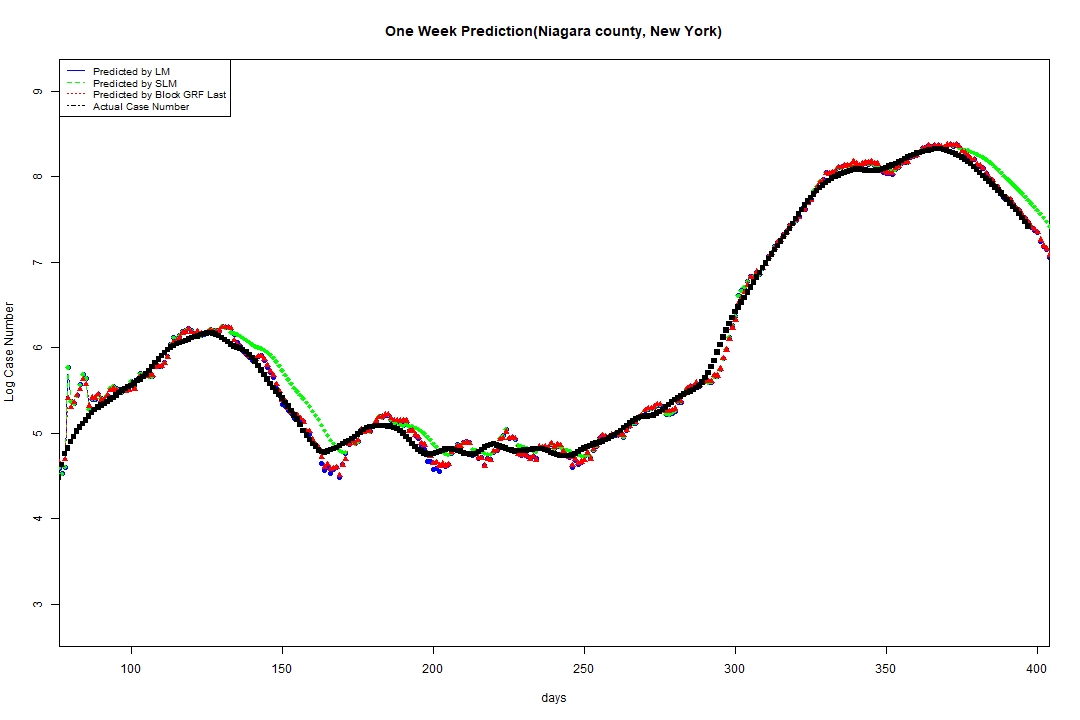 One Week Prediction(Niagara county, New York)
Predicted by LM
Predicted by SLM
Predicted by Block GRF Last
Actual Case Number
Log Case Number
9
8
7
6
5
4
3
100 150 200 250 300 350 400
days